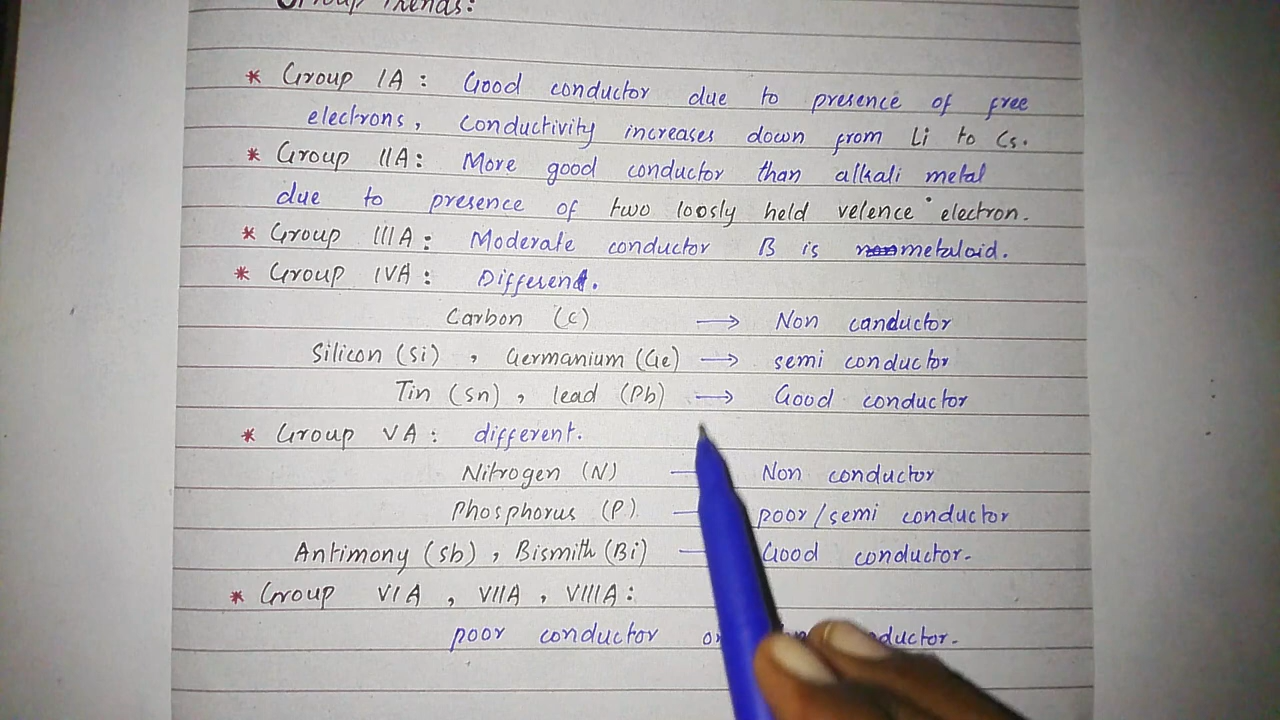 Group Trends:
* Group IA: Good conductor due to presence of free
electrons, conductivity increases down from Li to Cs.
* Group IIA: More good conductor than alkali metal
due to presence of two loosly held velence electron.
* Group IIIA: Moderate conductor B is metaloid.
* Group IVA: Different.
Carbon (C) → Non canductor
Silicon (Si), Germanium (Ge) → semi conductor
Tin (Sn), lead (Pb) → Good conductor
* Group VA: different.
Nitrogen (N) — Non conductor
Phosphorus (P). — poor/semi conductor
Antimony (Sb), Bismith (Bi) — Good conductor.
* Group VIA, VIIA, VIIIA:
poor conductor